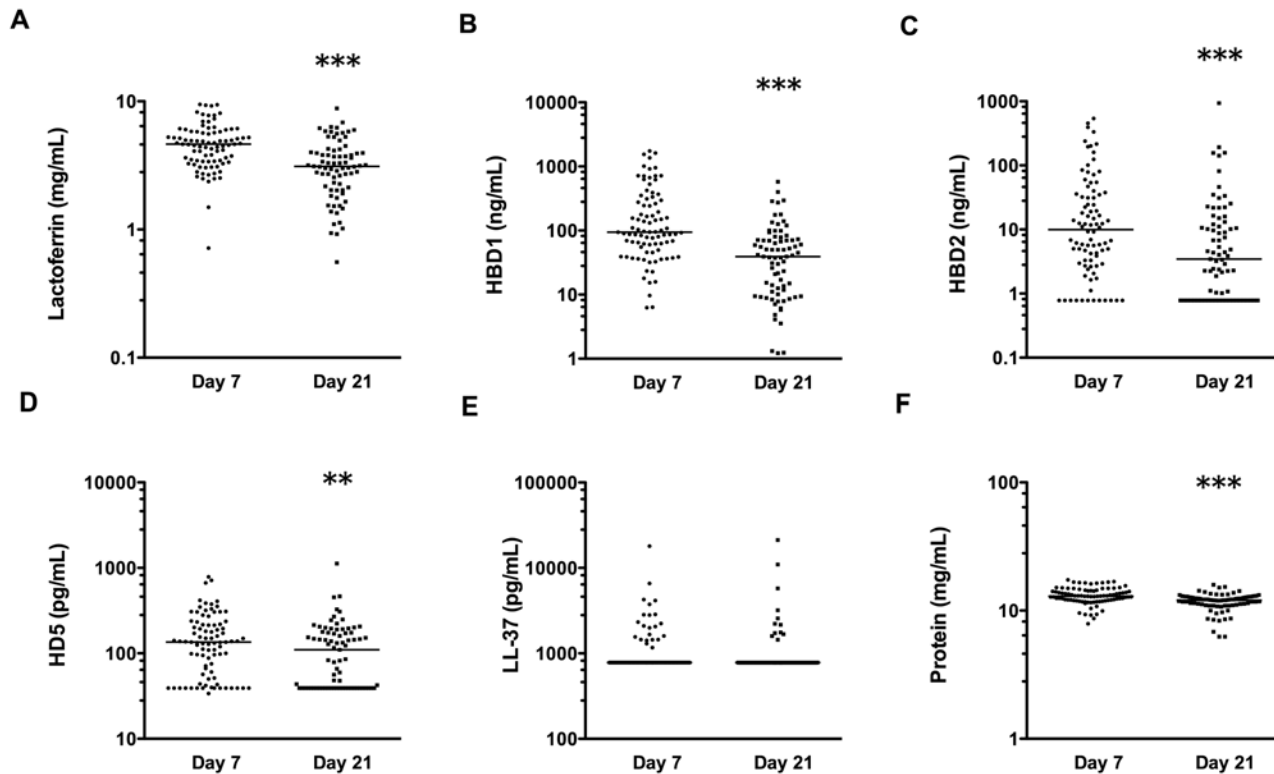 A
Lactoferrin (mg/mL)
10
1
0.1
***
Day 7 Day 21
B
HBD1 (ng/mL)
10000
1000
100
10
1
***
Day 7 Day 21
C
HBD2 (ng/mL)
1000
100
10
1
0.1
***
Day 7 Day 21
D
HD5 (pg/mL)
10000
1000
100
10
**
Day 7 Day 21
E
LL-37 (pg/mL)
100000
10000
1000
100
Day 7 Day 21
F
Protein (mg/mL)
100
10
1
***
Day 7 Day 21